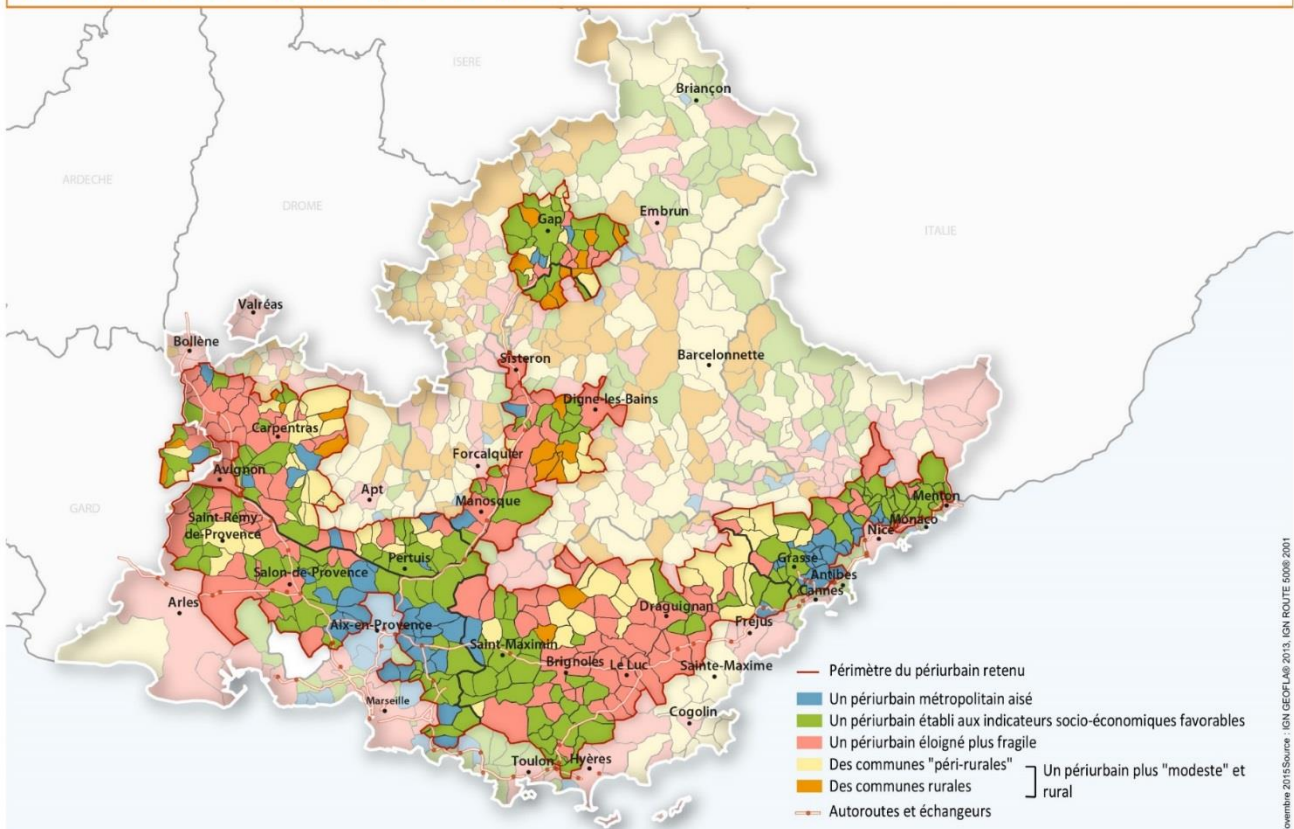 ISERE
Briançon
ARDECHE
DROME
Gap
Embrun
ITALIE
Valréas
Bollène
Sisteron
Barcelonnette
Digne-les-Bains
Carpentras
Forcalquier
Avignon
Apt
Manosque
Menton
GARD
Saint-Rémy
de-Provence
Monaco
Nice
Pertuis
Grasse
Salon-de-Provence
Antibes
Cannes
Arles
Draguignan
Aix-en-Provence
Fréjus
Saint-Maximin
Brignoles
Le Luc
Sainte-Maxime
Marseille
Cogolin
Toulon
Hyères
Périmètre du périurbain retenu
Un périurbain métropolitain aisé
Un périurbain établi aux indicateurs socio-économiques favorables
Un périurbain éloigné plus fragile
Des communes "péri-rurales"
Des communes rurales
Un périurbain plus "modeste" et
rural
Autoroutes et échangeurs
ovembre 2015Source : IGN GEOFLA® 2013, IGN ROUTE 500® 2001